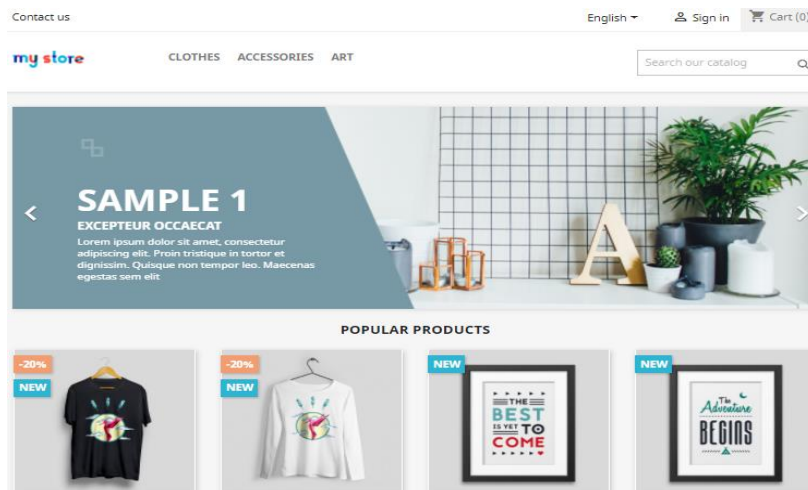 Contact us
English
Sign in
Cart (0)
my store
CLOTHES
ACCESSORIES
ART
Search our catalog
SAMPLE 1
EXCEPTEUR OCCAECAT
Lorem ipsum dolor sit amet, consectetur
adipiscing elit. Proin tristique in tortor et
dignissim. Quisque non tempor leo. Maecenas
egestas sem elit
A
POPULAR PRODUCTS
-20%
NEW
-20%
NEW
NEW
THE
BEST
IS YET TO
COME
NEW
The
Adventure
BEGINS